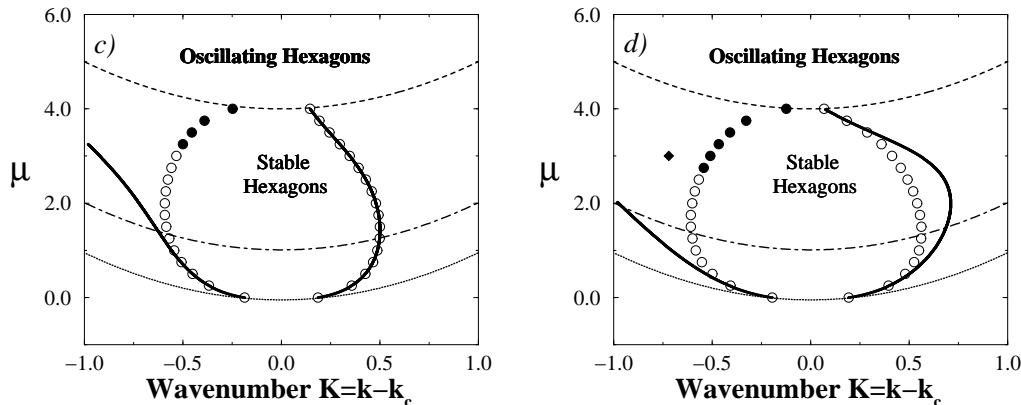 c)
Oscillating Hexagons
Stable
Hexagons
μ
6.0
4.0
2.0
0.0
−1.0 −0.5 0.0 0.5 1.0
Wavenumber K=k−kc
d)
Oscillating Hexagons
Stable
Hexagons
μ
6.0
4.0
2.0
0.0
−1.0 −0.5 0.0 0.5 1.0
Wavenumber K=k−kc